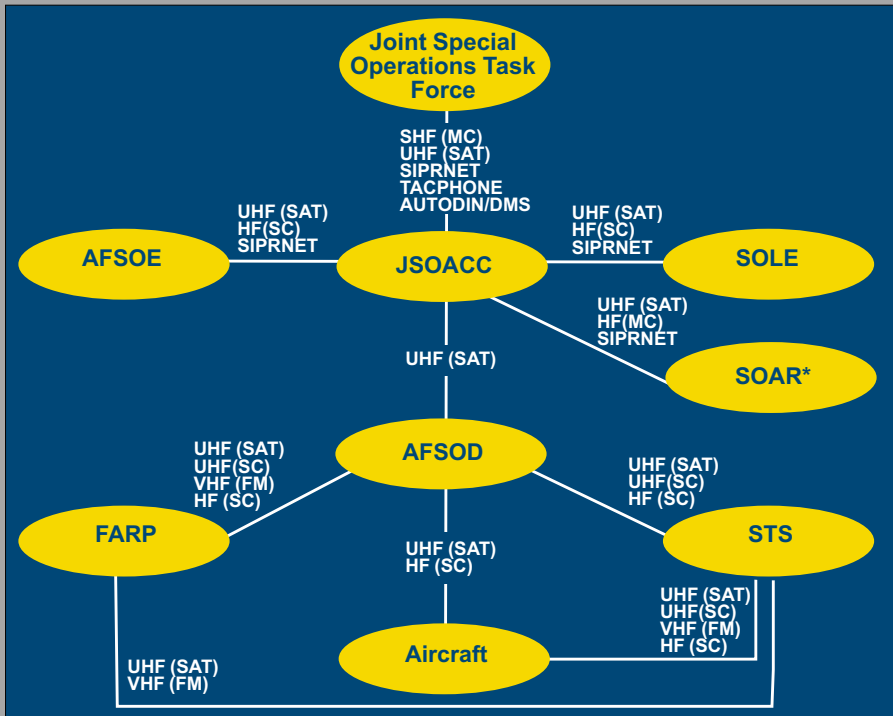 Joint Special
Operations Task
Force
SHF (MC)
UHF (SAT)
SIPRNET
TACPHONE
AUTODIN/DMS
UHF (SAT)
HF(SC)
SIPRNET
UHF (SAT)
HF(SC)
SIPRNET
AFSOE
JSOACC
SOLE
UHF (SAT)
HF(MC)
SIPRNET
UHF (SAT)
SOAR*
AFSOD
UHF (SAT)
UHF(SC)
VHF (FM)
HF (SC)
UHF (SAT)
UHF(SC)
HF (SC)
FARP
STS
UHF (SAT)
HF (SC)
UHF (SAT)
UHF(SC)
VHF (FM)
HF (SC)
Aircraft
UHF (SAT)
VHF (FM)